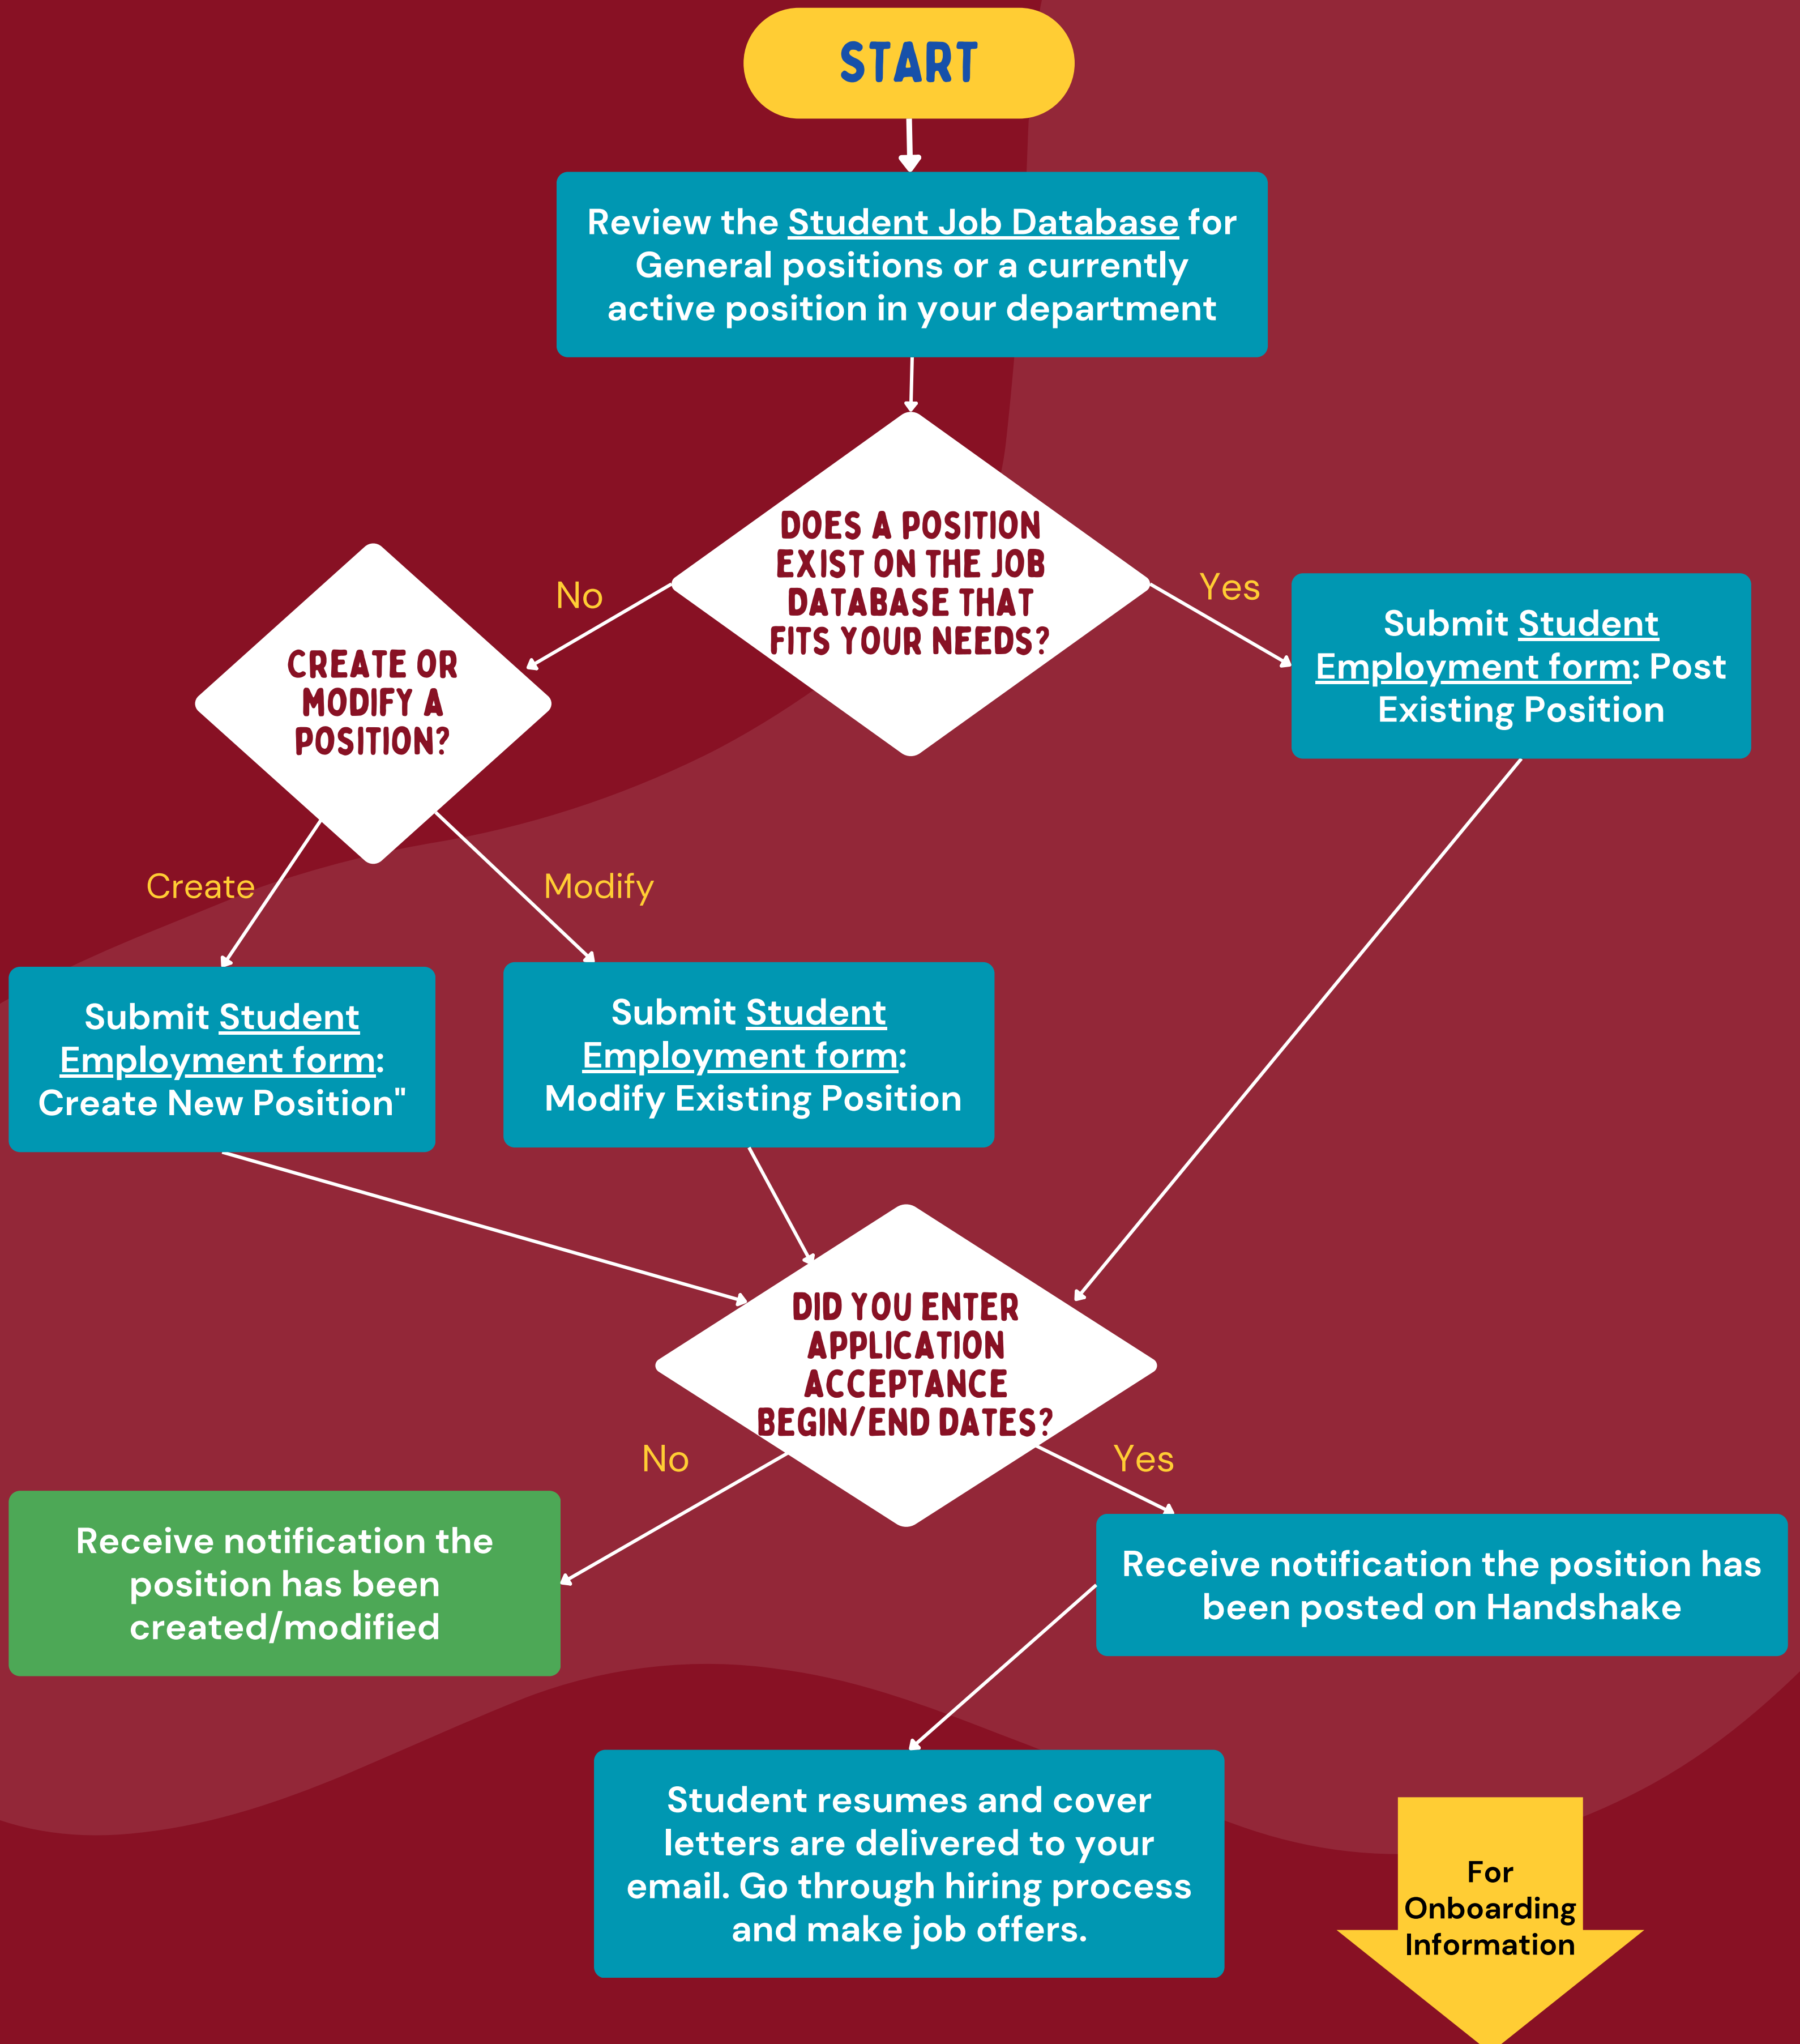 START
Review the Student Job Database for
General positions or a currently
active position in your department
DOES A POSITION
EXIST ON THE JOB
DATABASE THAT
FITS YOUR NEEDS?
No
Yes
Submit Student
Employment form: Post
Existing Position
CREATE OR
MODIFY A
POSITION?
Create
Modify
Submit Student
Employment form:
Create New Position"
Submit Student
Employment form:
Modify Existing Position
DID YOU ENTER
APPLICATION
ACCEPTANCE
BEGIN/END DATES?
No
Yes
Receive notification the
position has been
created/modified
Receive notification the position has
been posted on Handshake
Student resumes and cover
letters are delivered to your
email. Go through hiring process
and make job offers.
For
Onboarding
Information